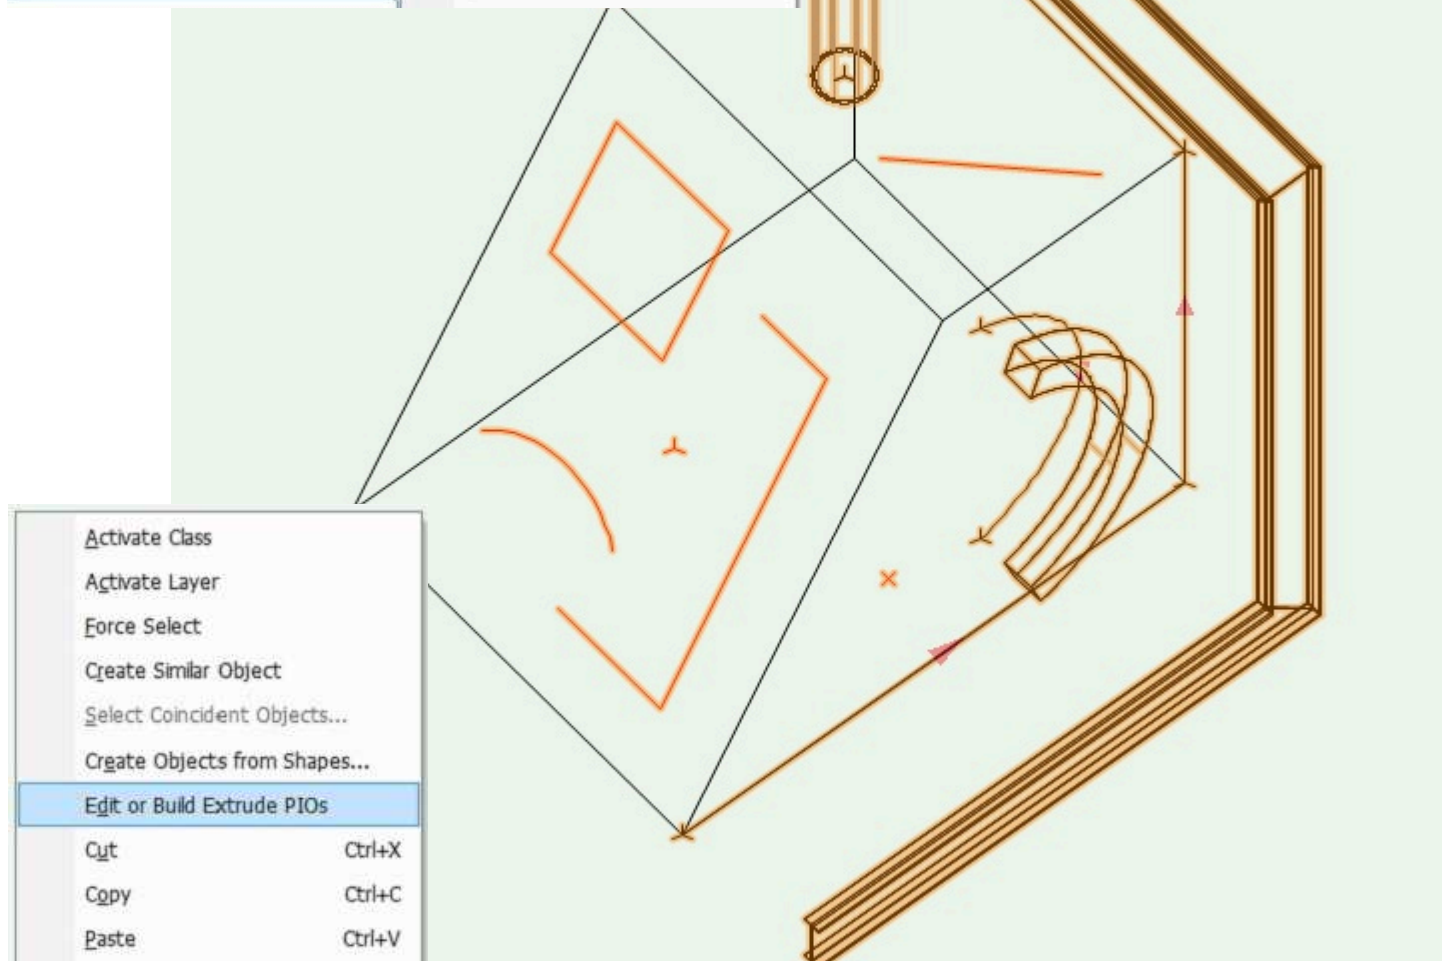 Activate Class
Activate Layer
Force Select
Create Similar Object
Select Coincident Objects...
Create Objects from Shapes...
Edit or Build Extrude PIOs
Cut Ctrl+X
Copy Ctrl+C
Paste Ctrl+V